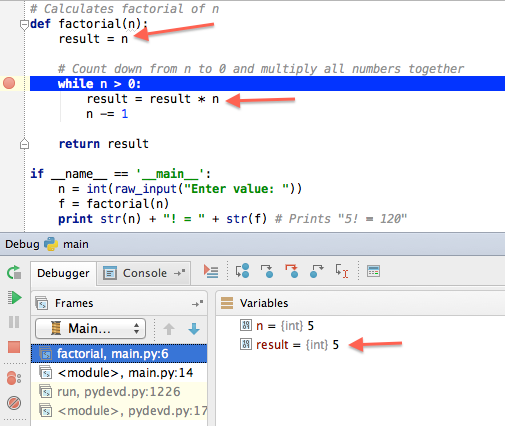 # Calculates factorial of n
def factorial(n):
result = n
# Count down from n to 0 and multiply all numbers together
while n > 0:
result = result * n
n -= 1
return result
if __name__ == '__main__':
n = int(raw_input("Enter value: "))
f = factorial(n)
print str(n) + "! = " + str(f) # Prints "5! = 120"
Debug main
Debugger Console
Frames
Main...
factorial, main.py:6
<module>, main.py:14
run, pydevd.py:1226
<module>, pydevd.py:17
Variables
n = {int} 5
result = {int} 5